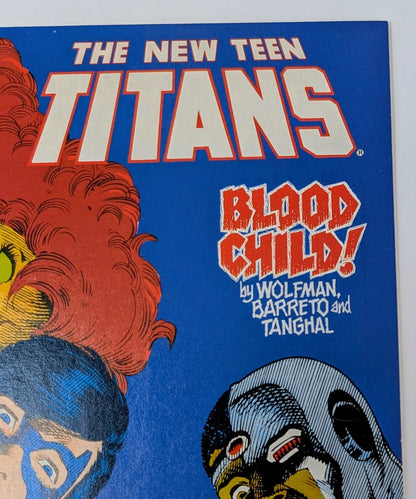 THE NEW TEEN
TITANS
®
BLOOD
CHILD!
by WOLFMAN,
BARRETO and
TANGHAL